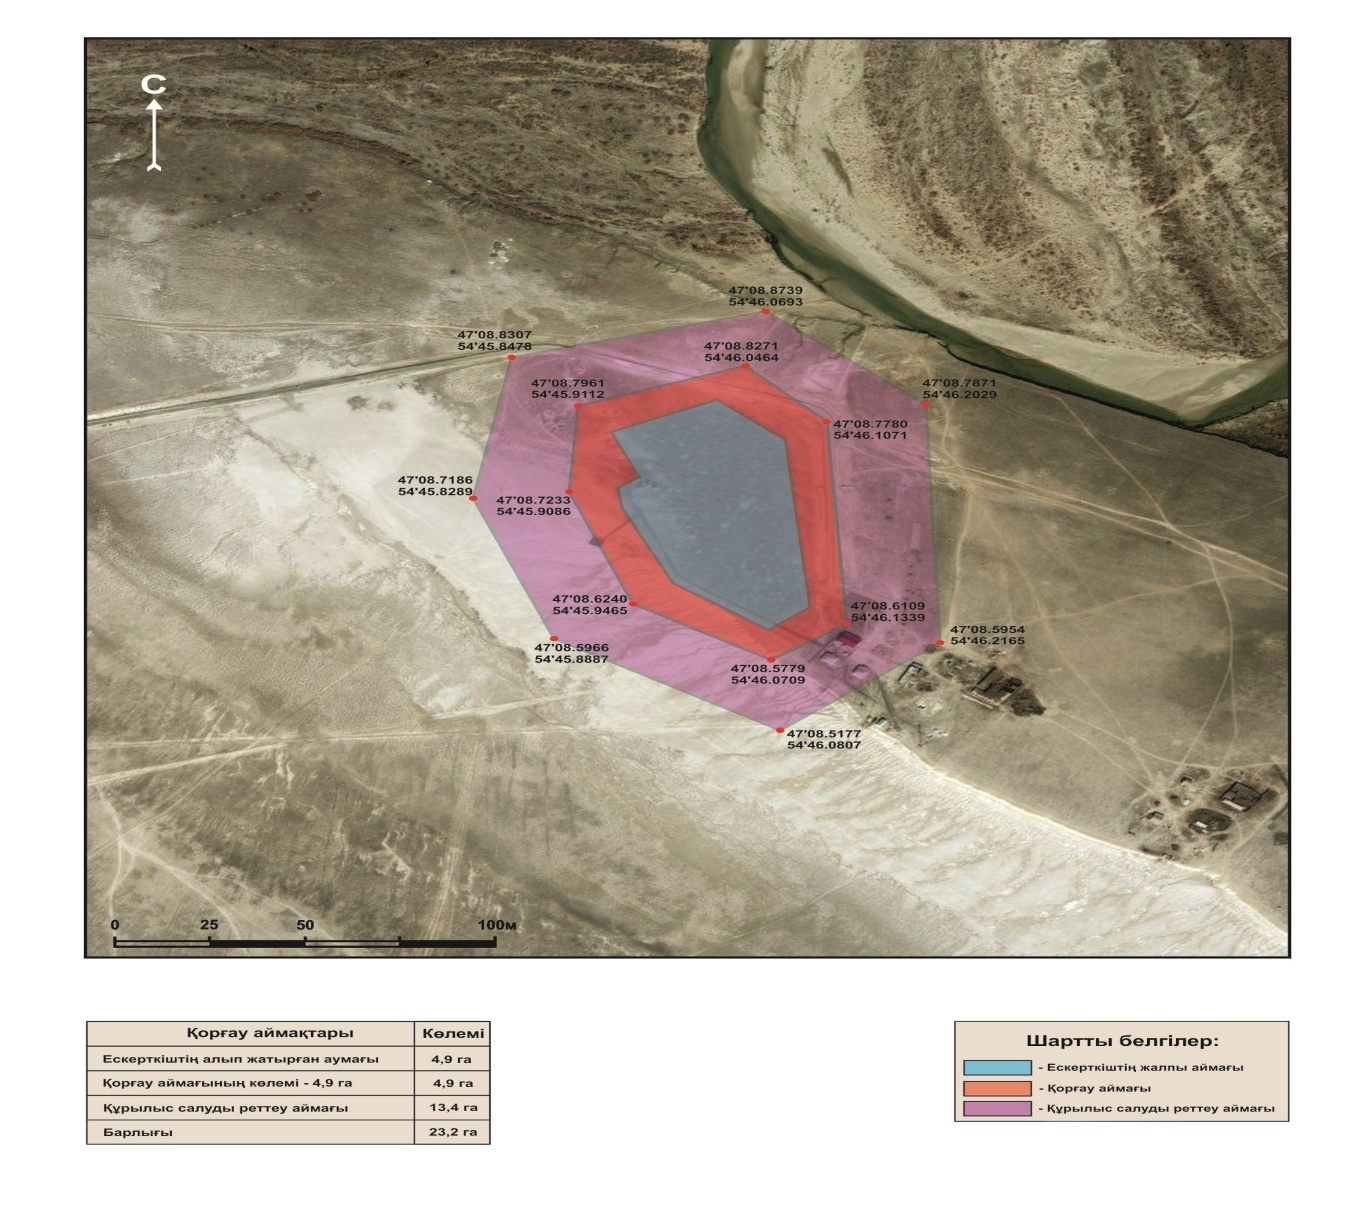 С
47'08.8739
54'46.0693
47'08.8307
54'45.8478
47'08.8271
54'46.0464
47'08.7961
54'45.9112
47'08.7871
54'46.2029
47'08.7780
54'46.1071
47'08.7186
54'45.8289
47'08.7233
54'45.9086
47'08.6240
54'45.9465
47'08.6109
54'46.1339
47'08.5954
54'46.2165
47'08.5966
54'45.8887
47'08.5779
54'46.0709
47'08.5177
54'46.0807
0 25 50 100м
Қорғау аймақтары Көлемі
Ескерткіштің алып жатырған аумағы 4,9 га
Қорғау аймағының көлемі - 4,9 га 4,9 га
Құрылыс салуды реттеу аймағы 13,4 га
Барлығы 23,2 га
Шартты белгілер:
- Ескерткіштің жалпы аймағы
- Қорғау аймағы
- Құрылыс салуды реттеу аймағы